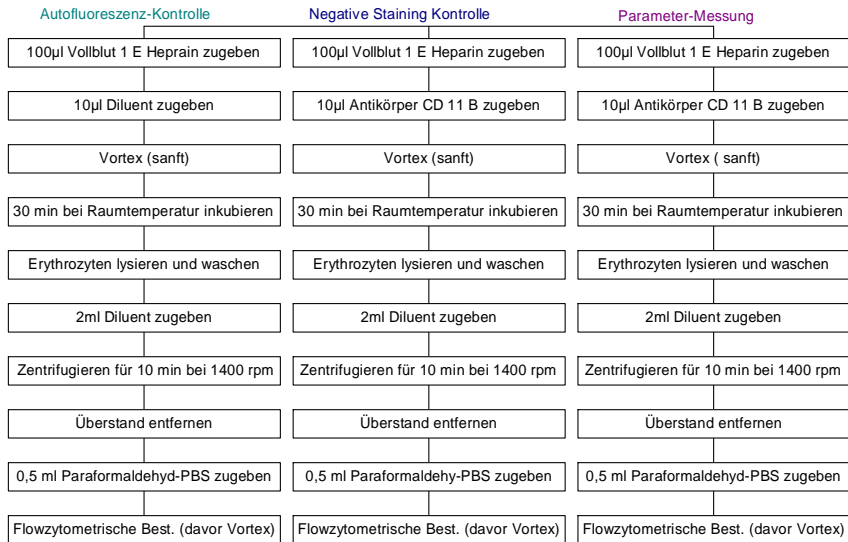 Autofluoreszenz-Kontrolle
100µl Vollblut 1 E Heprain zugeben
10µl Diluent zugeben
Vortex (sanft)
30 min bei Raumtemperatur inkubieren
Erythrozyten lysieren und waschen
2ml Diluent zugeben
Zentrifugieren für 10 min bei 1400 rpm
Überstand entfernen
0,5 ml Paraformaldehyd-PBS zugeben
Flowzytometrische Best. (davor Vortex)
Negative Staining Kontrolle
100µl Vollblut 1 E Heparin zugeben
10µl Antikörper CD 11 B zugeben
Vortex (sanft)
30 min bei Raumtemperatur inkubieren
Erythrozyten lysieren und waschen
2ml Diluent zugeben
Zentrifugieren für 10 min bei 1400 rpm
Überstand entfernen
0,5 ml Paraformaldehy-PBS zugeben
Flowzytometrische Best. (davor Vortex)
Parameter-Messung
100µl Vollblut 1 E Heparin zugeben
10µl Antikörper CD 11 B zugeben
Vortex ( sanft)
30 min bei Raumtemperatur inkubieren
Erythrozyten lysieren und waschen
2ml Diluent zugeben
Zentrifugieren für 10 min bei 1400 rpm
Überstand entfernen
0,5 ml Paraformaldehyd-PBS zugeben
Flowzytometrische Best. (davor Vortex)